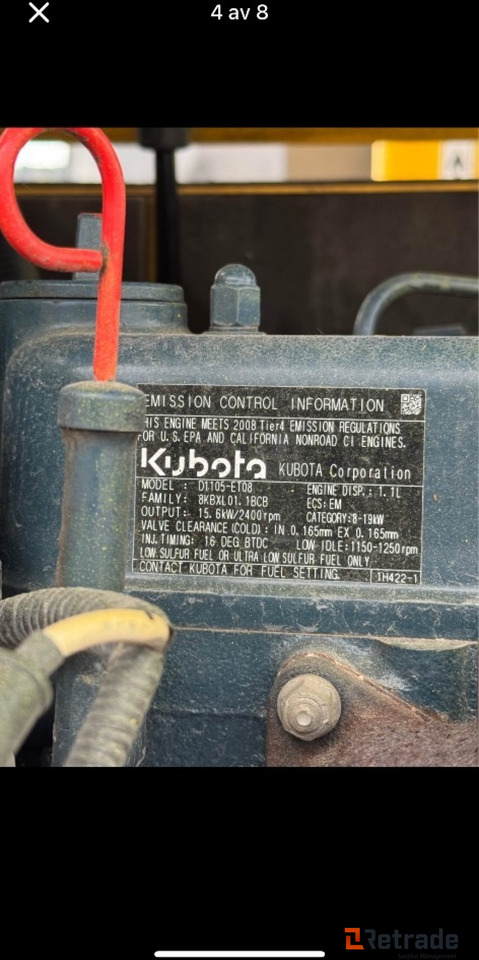 4 av 8
A
EMISSION CONTROL INFORMATION
THIS ENGINE MEETS 2008 Tier4 EMISSION REGULATIONS
FOR U.S. EPA AND CALIFORNIA NONROAD CI ENGINES.
Kubota KUBOTA Corporation
MODEL : D1105-ET08 ENGINE DISP.: 1.1L
FAMILY: 8KBXL01.1BCB ECS: EM
OUTPUT: 15.6kW/2400rpm CATEGORY: 8-19kW
VALVE CLEARANCE (COLD): IN 0.165mm EX 0.165mm
INJ.TIMING: 16 DEG BTDC LOW IDLE: 1150-1250rpm
LOW SULFUR FUEL OR ULTRA LOW SULFUR FUEL ONLY
CONTACT KUBOTA FOR FUEL SETTING. 1H422-1
Retrade
Surplus Management